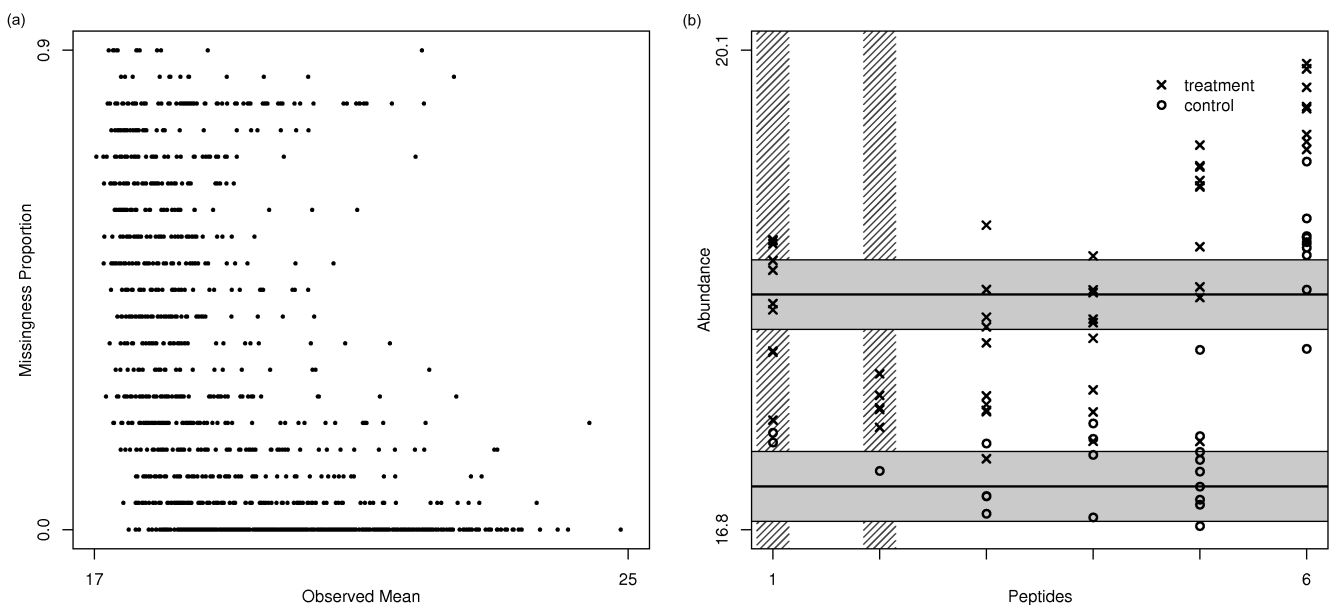 (a)
0.9
Missingness Proportion
0.0
17
25
Observed Mean
(b)
20.1
Abundance
16.8
treatment
control
1
6
Peptides